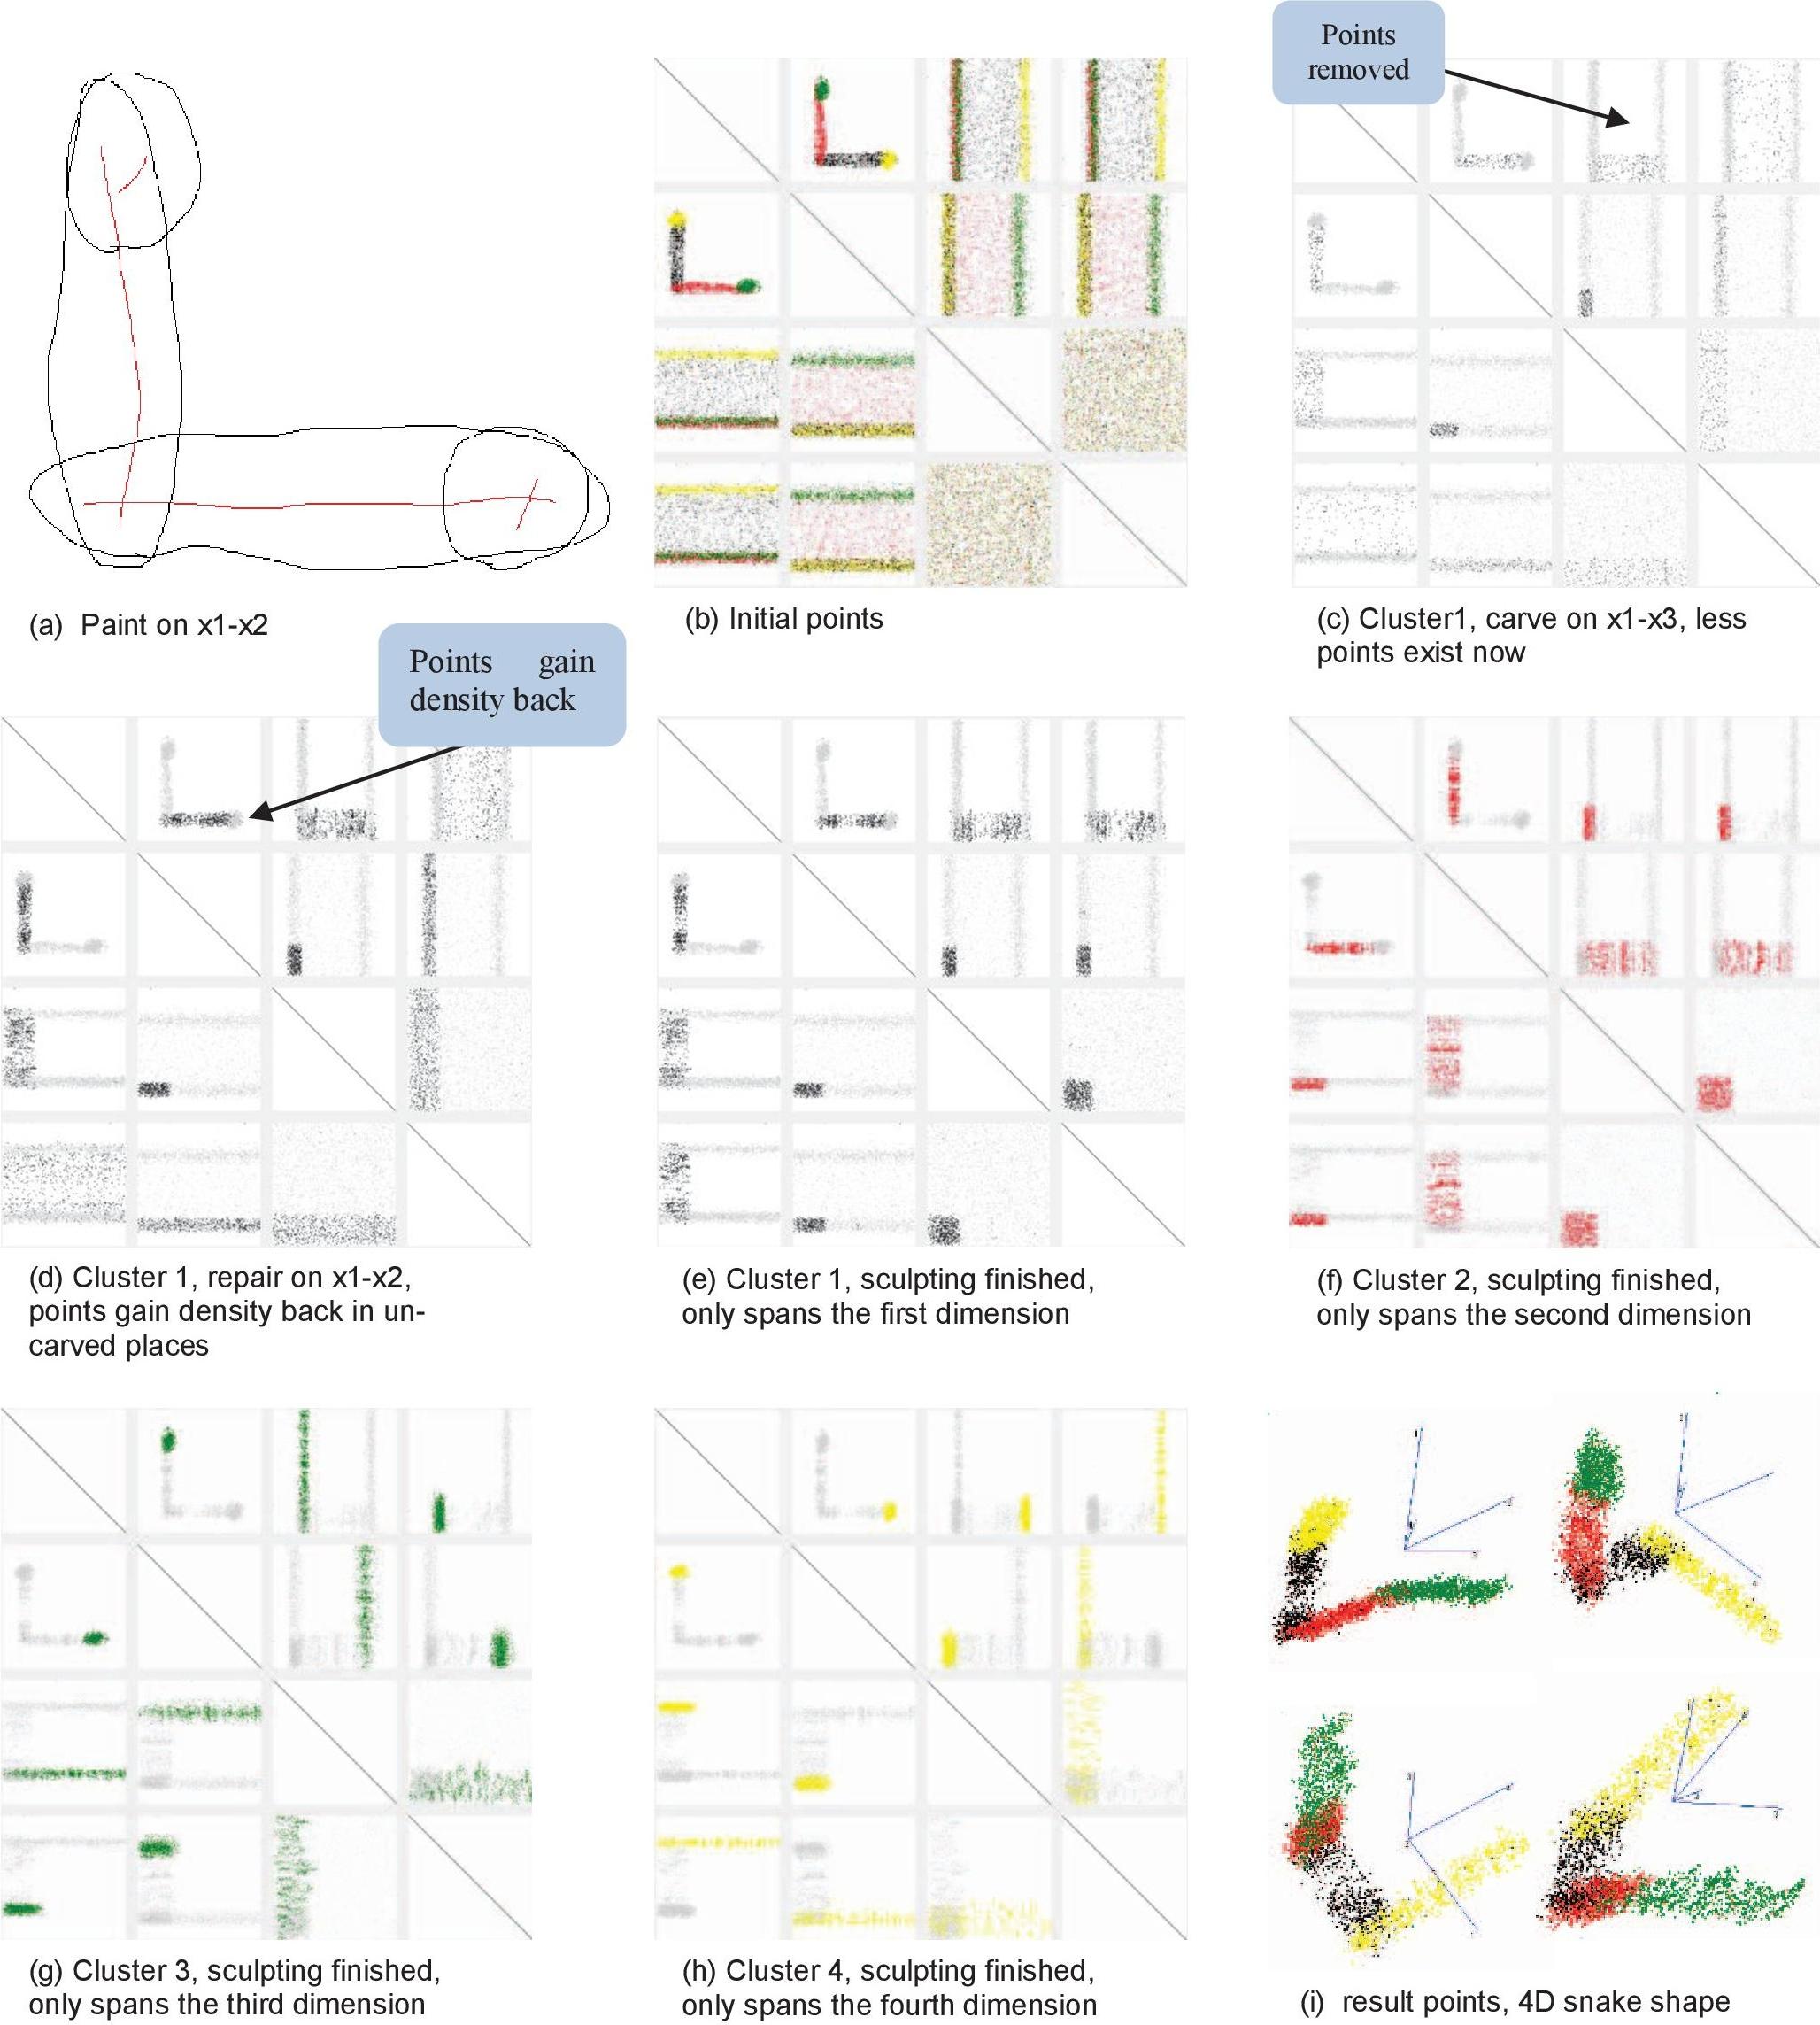 Points
removed
(a) Paint on x1-x2
(b) Initial points
(c) Cluster1, carve on x1-x3, less
points exist now
Points gain
density back
(d) Cluster 1, repair on x1-x2,
points gain density back in un-
carved places
(e) Cluster 1, sculpting finished,
only spans the first dimension
(f) Cluster 2, sculpting finished,
only spans the second dimension
(g) Cluster 3, sculpting finished,
only spans the third dimension
(h) Cluster 4, sculpting finished,
only spans the fourth dimension
(i) result points, 4D snake shape